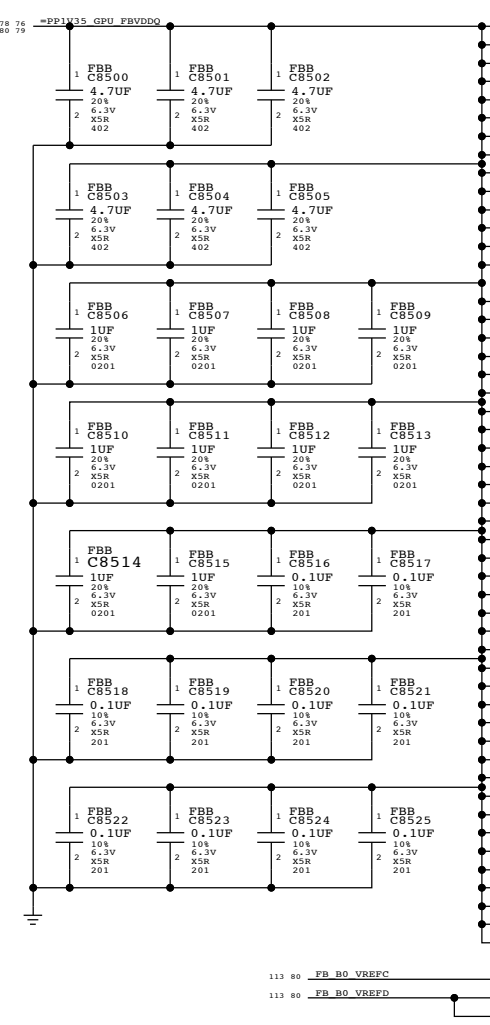 78 76 =PP1V35_GPU_FBVDDQ
80 79
FBB FBB FBB
1 C8500 1 C8501 1 C8502
4.7UF 4.7UF 4.7UF
20% 20% 20%
2 6.3V 2 6.3V 2 6.3V
X5R X5R X5R
402 402 402
FBB FBB FBB
1 C8503 1 C8504 1 C8505
4.7UF 4.7UF 4.7UF
20% 20% 20%
2 6.3V 2 6.3V 2 6.3V
X5R X5R X5R
402 402 402
FBB FBB FBB FBB
1 C8506 1 C8507 1 C8508 1 C8509
1UF 1UF 1UF 1UF
20% 20% 20% 20%
2 6.3V 2 6.3V 2 6.3V 2 6.3V
X5R X5R X5R X5R
0201 0201 0201 0201
FBB FBB FBB FBB
1 C8510 1 C8511 1 C8512 1 C8513
1UF 1UF 1UF 1UF
20% 20% 20% 20%
2 6.3V 2 6.3V 2 6.3V 2 6.3V
X5R X5R X5R X5R
0201 0201 0201 0201
FBB FBB FBB FBB
1 C8514 1 C8515 1 C8516 1 C8517
1UF 1UF 0.1UF 0.1UF
20% 20% 10% 10%
2 6.3V 2 6.3V 2 6.3V 2 6.3V
X5R X5R X5R X5R
0201 0201 201 201
FBB FBB FBB FBB
1 C8518 1 C8519 1 C8520 1 C8521
0.1UF 0.1UF 0.1UF 0.1UF
10% 10% 10% 10%
2 6.3V 2 6.3V 2 6.3V 2 6.3V
X5R X5R X5R X5R
201 201 201 201
FBB FBB FBB FBB
1 C8522 1 C8523 1 C8524 1 C8525
0.1UF 0.1UF 0.1UF 0.1UF
10% 10% 10% 10%
2 6.3V 2 6.3V 2 6.3V 2 6.3V
X5R X5R X5R X5R
201 201 201 201
113 80 FB_B0_VREFC
113 80 FB_B0_VREFD